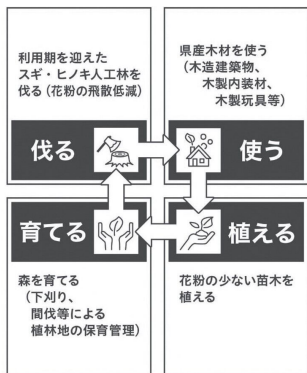 利用期を迎えた
スギ・ヒノキ人工林を
伐る(花粉の飛散低減)
伐る
県産木材を使う
(木造建築物、
木製内装材、
木製玩具等)
使う
育てる
森を育てる
(下刈り、
間伐等による
植林地の保育管理)
植える
花粉の少ない苗木を
植える